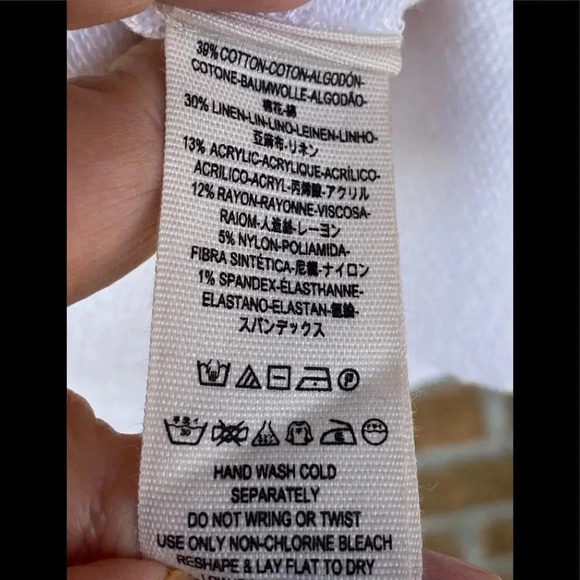 39% COTTON-COTON-ALGODÓN-
COTONE-BAUMWOLLE-ALGODÃO-
棉花-綿
30% LINEN-LIN-LINO-LEINEN-LINHO-
亞麻布-リネン
13% ACRYLIC-ACRYLIQUE-ACRÍLICO-
ACRILICO-ACRYL-丙烯酸-アクリル
12% RAYON-RAYONNE-VISCOSA-
RAIOM-人造絲-レーヨン
5% NYLON-POLIAMIDA-
FIBRA SINTÉTICA-尼龍-ナイロン
1% SPANDEX-ÉLASTHANNE-
ELASTANO-ELASTAN-氨綸-
スパンデックス
P
30
HAND WASH COLD
SEPARATELY
DO NOT WRING OR TWIST
USE ONLY NON-CHLORINE BLEACH
RESHAPE & LAY FLAT TO DRY